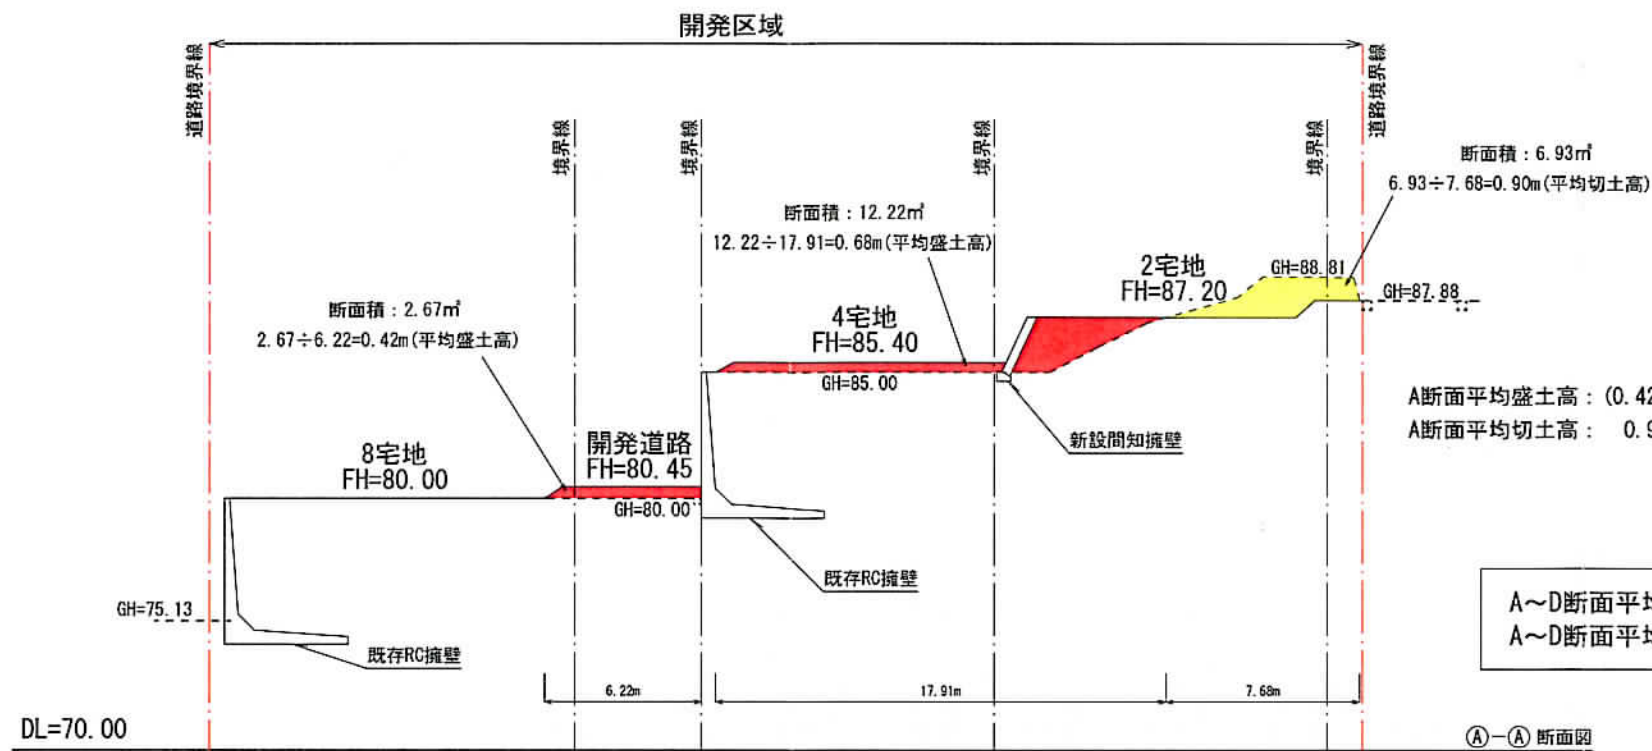 開発区域
道路境界線
境界線
境界線
境界線
境界線
道路境界線
断面積：6.93㎡
6.93÷7.68=0.90m(平均切土高)
断面積：12.22㎡
12.22÷17.91=0.68m(平均盛土高)
2宅地
FH=87.20
GH=88.81
GH=87.88
断面積：2.67㎡
2.67÷6.22=0.42m(平均盛土高)
4宅地
FH=85.40
GH=85.00
A断面平均盛土高：(0.42
A断面平均切土高： 0.9
新設間知擁壁
8宅地
FH=80.00
開発道路
FH=80.45
GH=80.00
既存RC擁壁
GH=75.13
既存RC擁壁
A～D断面平均
A～D断面平均
6.22m
17.91m
7.68m
DL=70.00
Ⓐ-Ⓐ 断面図